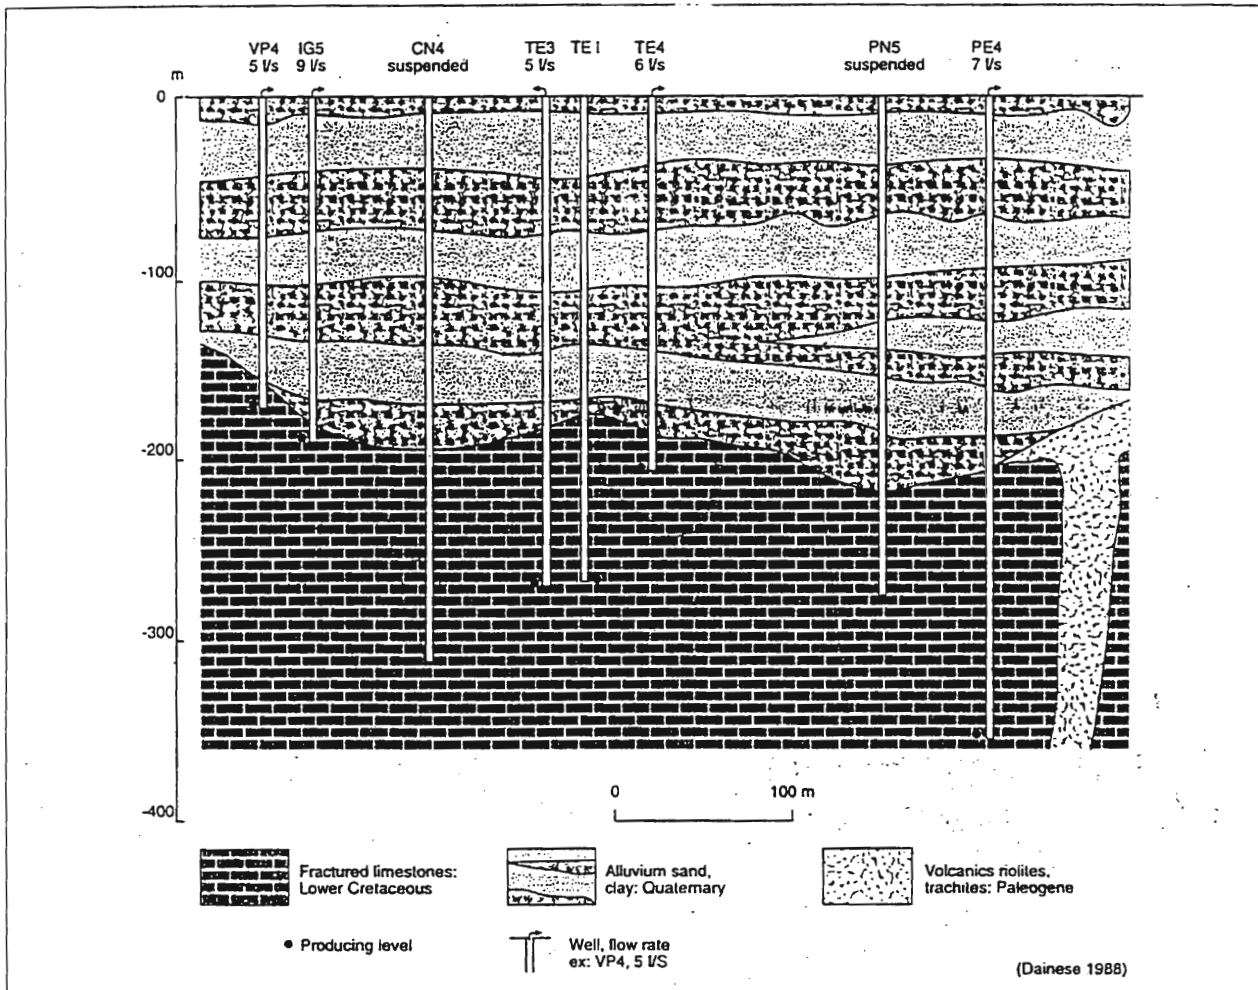 VP4 IG5 CN4 TE3 TE1 TE4 PN5 PE4
5 l/s 9 l/s suspended 5 l/s 6 l/s suspended 7 l/s
m
0
-100
-200
-300
-400
0 100 m
Fractured limestones:
Lower Cretaceous
Alluvium sand,
clay: Quaternary
Volcanics riolites,
trachites: Paleogene
Producing level
Well, flow rate
ex: VP4, 5 l/S
(Dainese 1988)